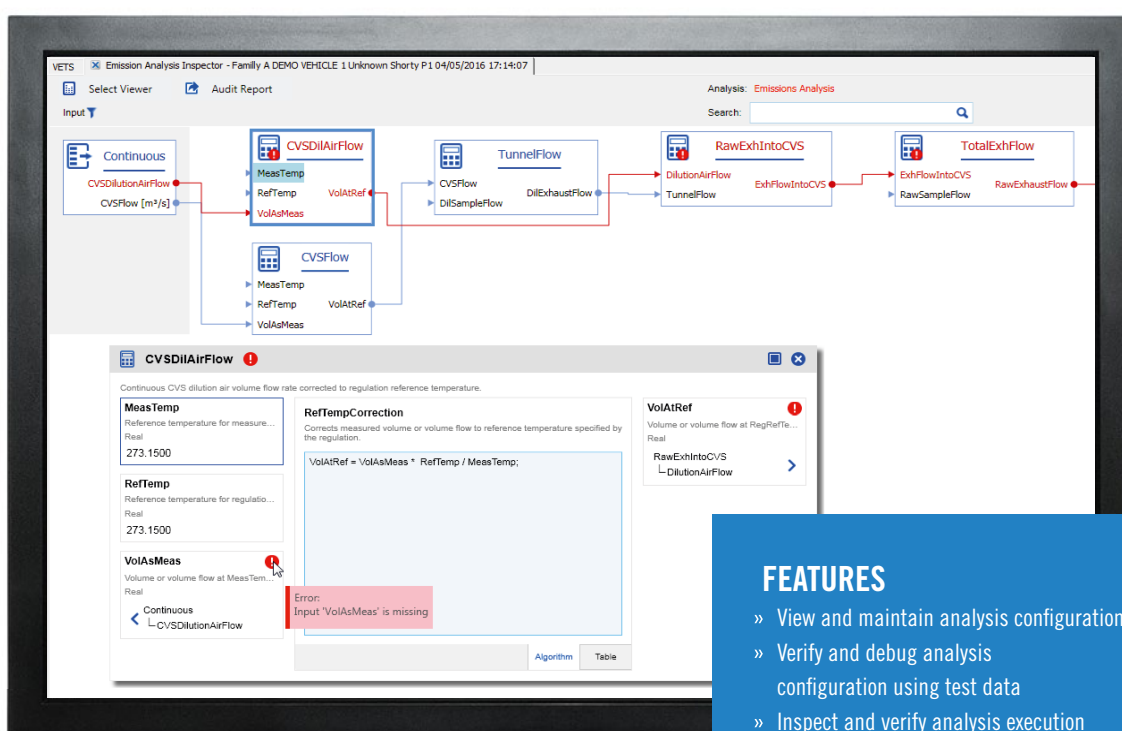 VETS
Emission Analysis Inspector - Familly A DEMO VEHICLE 1 Unknown Shorty P1 04/05/2016 17:14:07
Select Viewer
Audit Report
Analysis: Emissions Analysis
Input
Search:
Continuous
CVSDilutionAirFlow
CVSFlow [m³/s]
CVSDilAirFlow
MeasTemp
RefTemp VolAtRef
VolAsMeas
TunnelFlow
CVSFlow
DilExhaustFlow
DilSampleFlow
RawExhIntoCVS
DilutionAirFlow
ExhFlowIntoCVS
TunnelFlow
TotalExhFlow
ExhFlowIntoCVS
RawExhaustFlow
RawSampleFlow
CVSFlow
MeasTemp
RefTemp VolAtRef
VolAsMeas
CVSDilAirFlow
Continuous CVS dilution air volume flow rate corrected to regulation reference temperature.
MeasTemp
Reference temperature for measure...
Real
273.1500
RefTemp
Reference temperature for regulatio...
Real
273.1500
VolAsMeas
Volume or volume flow at MeasTem...
Real
Continuous
CVSDilutionAirFlow
Error:
Input 'VolAsMeas' is missing
RefTempCorrection
Corrects measured volume or volume flow to reference temperature specified by
the regulation.
VolAtRef = VolAsMeas * RefTemp / MeasTemp;
Algorithm Table
VolAtRef
Volume or volume flow at RegRefTe...
Real
RawExhIntoCVS
DilutionAirFlow
FEATURES
» View and maintain analysis configuration
» Verify and debug analysis
configuration using test data
» Inspect and verify analysis execution